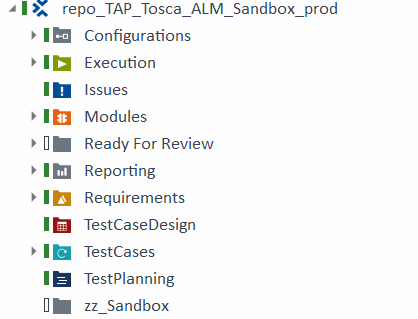 repo_TAP_Tosca_ALM_Sandbox_prod
Configurations
Execution
Issues
Modules
Ready For Review
Reporting
Requirements
TestCaseDesign
TestCases
TestPlanning
zz_Sandbox